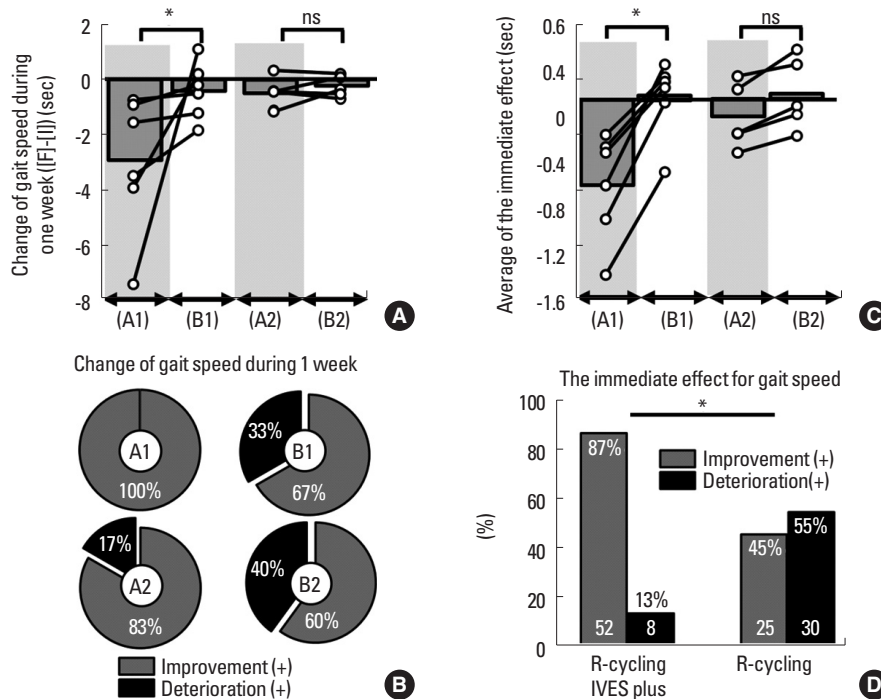 Change of gait speed during
one week ([F]-[I]) (sec)
2
0
-2
-4
-6
-8
*
ns
(A1)
(B1)
(A2)
(B2)
A
Average of the immediate effect (sec)
0.6
0.4
0
-0.4
-0.8
-1.2
-1.6
*
ns
(A1)
(B1)
(A2)
(B2)
C
Change of gait speed during 1 week
A1
100%
33%
B1
67%
17%
A2
83%
40%
B2
60%
Improvement (+)
Deterioration (+)
B
The immediate effect for gait speed
(%)
100
80
60
40
20
0
*
Improvement (+)
Deterioration(+)
87%
52
13%
8
45%
25
55%
30
R-cycling
IVES plus
R-cycling
D